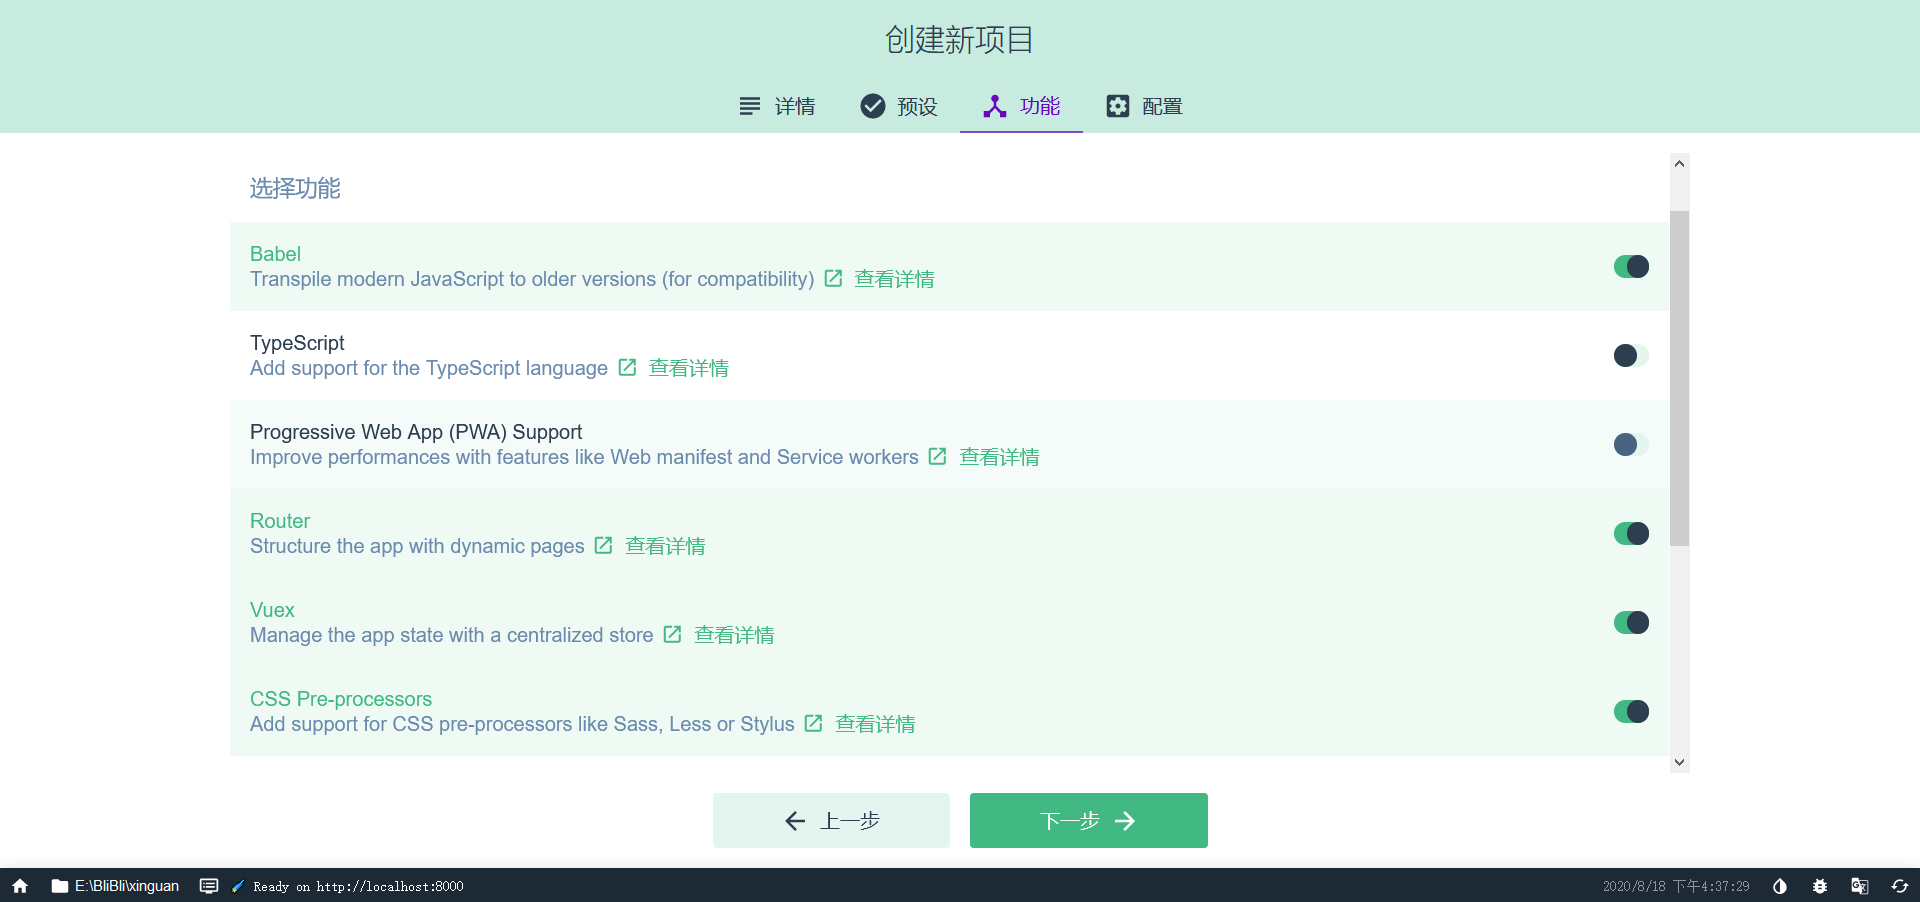 创建新项目
详情 预设 功能 配置
选择功能
Babel
Transpile modern JavaScript to older versions (for compatibility) 查看详情
TypeScript
Add support for the TypeScript language 查看详情
Progressive Web App (PWA) Support
Improve performances with features like Web manifest and Service workers 查看详情
Router
Structure the app with dynamic pages 查看详情
Vuex
Manage the app state with a centralized store 查看详情
CSS Pre-processors
Add support for CSS pre-processors like Sass, Less or Stylus 查看详情
上一步 下一步
E:\BliBli\xinguan Ready on http://localhost:8000 2020/8/18 下午4:37:29